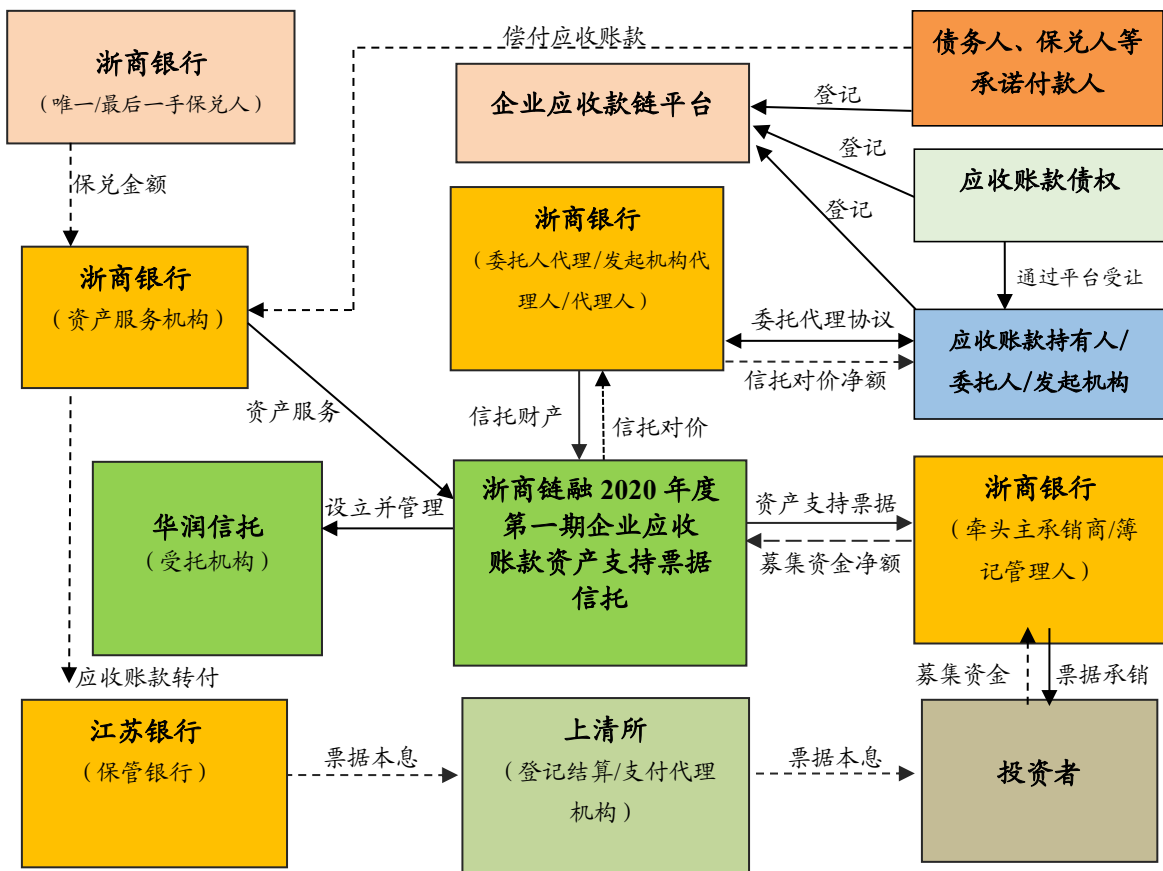 浙商银行
（唯一/最后一手保兑人）
偿付应收账款
债务人、保兑人等
承诺付款人
企业应收款链平台
登记
登记
登记
应收账款债权
保兑金额
浙商银行
（资产服务机构）
浙商银行
（委托人代理/发起机构代
理人/代理人）
通过平台受让
委托代理协议
信托对价净额
应收账款持有人/
委托人/发起机构
资产服务
信托财产
信托对价
华润信托
（受托机构）
设立并管理
浙商链融 2020 年度
第一期企业应收
账款资产支持票据
信托
资产支持票据
募集资金净额
浙商银行
（牵头主承销商/薄
记管理人）
应收账款转付
募集资金
票据承销
江苏银行
（保管银行）
票据本息
上清所
（登记结算/支付代理
机构）
票据本息
投资者